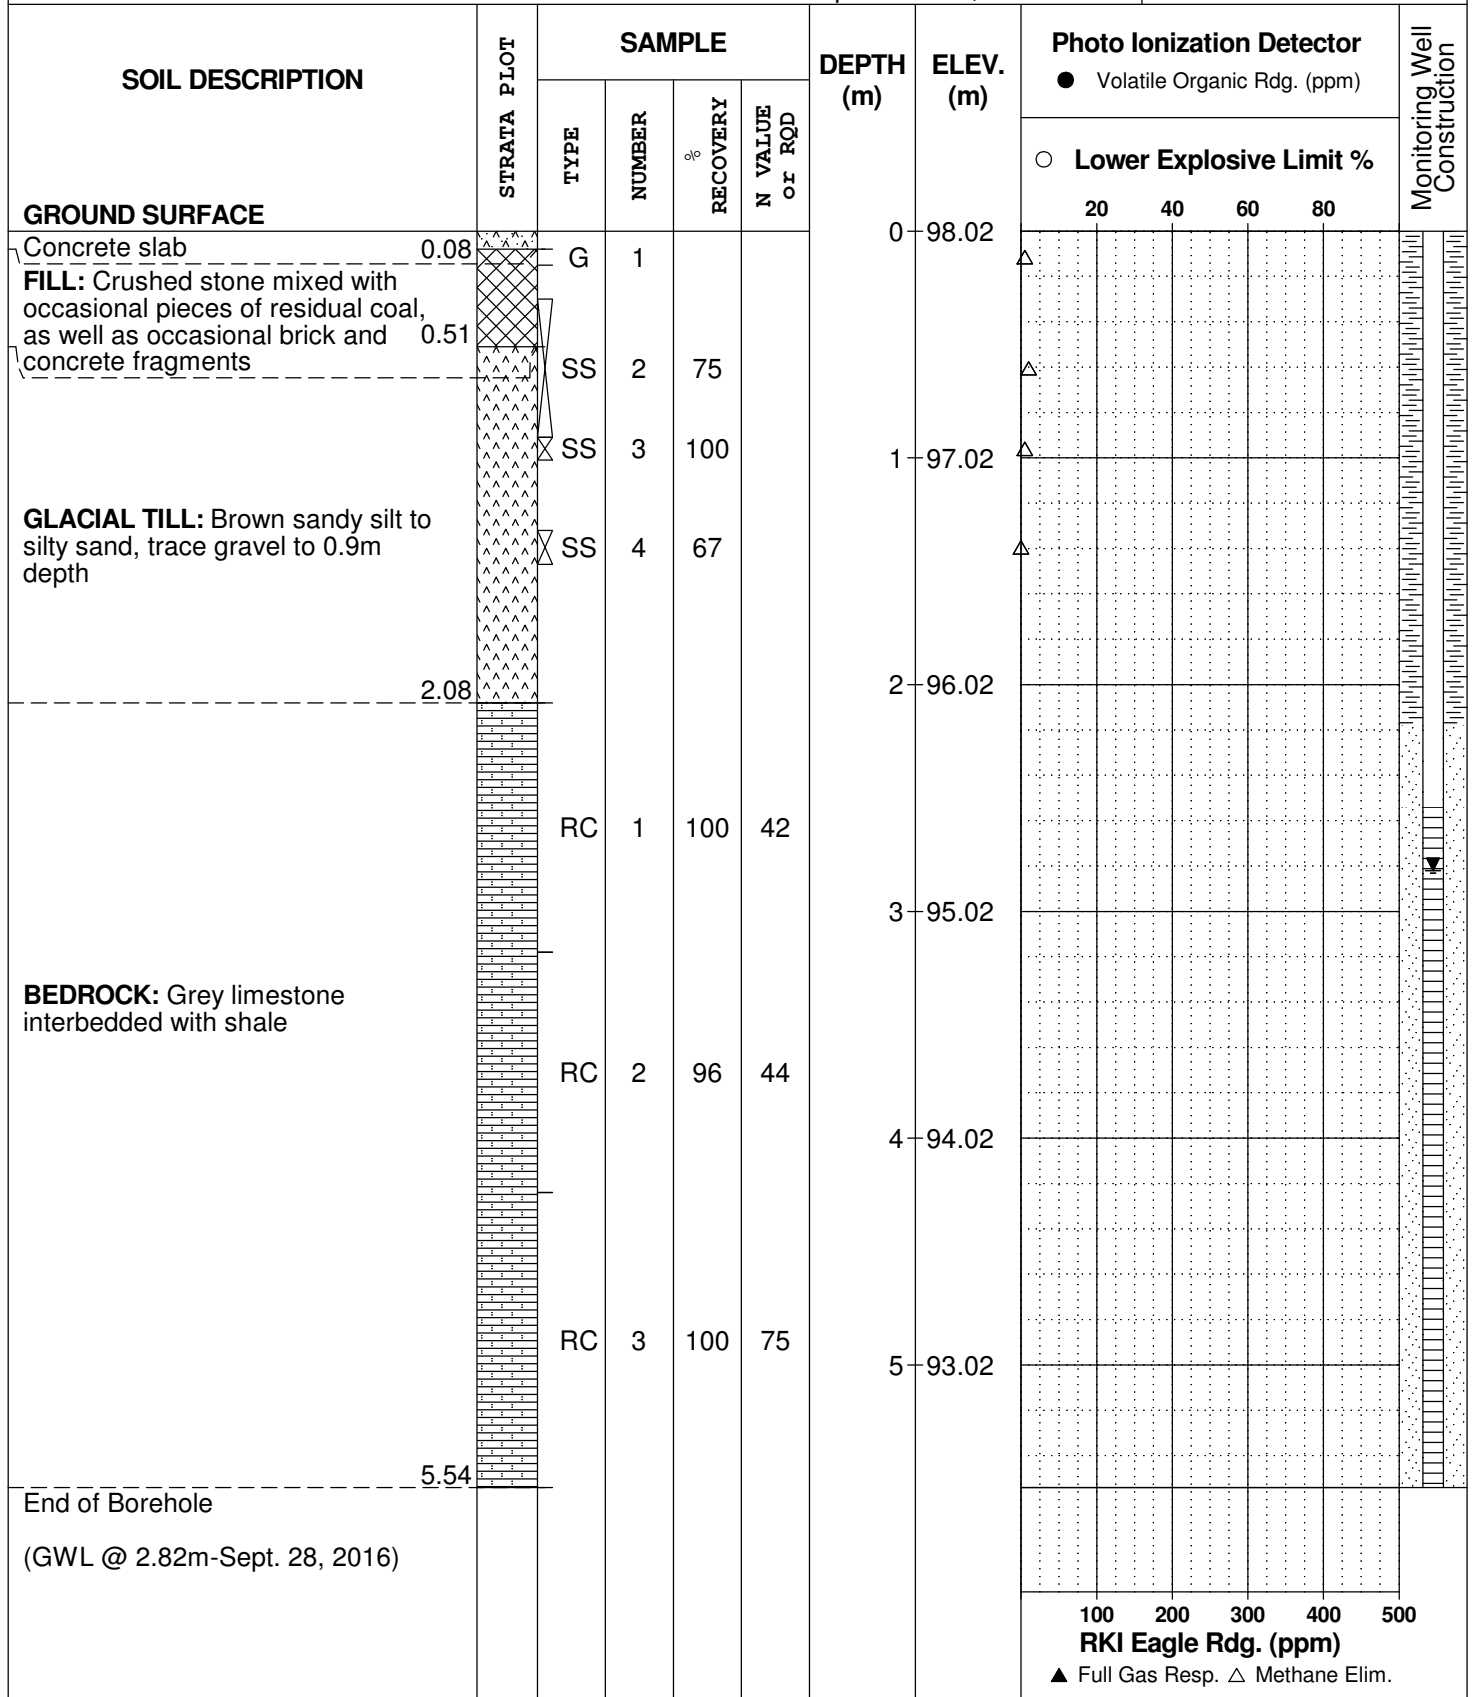 SOIL DESCRIPTION
GROUND SURFACE
STRATA PLOT
SAMPLE
TYPE
NUMBER
%
RECOVERY
N VALUE
or RQD
DEPTH
(m)
ELEV.
(m)
Photo Ionization Detector
● Volatile Organic Rdg. (ppm)
○ Lower Explosive Limit %
20 40 60 80
Monitoring Well
Construction
0 98.02
Concrete slab 0.08
G 1
FILL: Crushed stone mixed with
occasional pieces of residual coal,
as well as occasional brick and 0.51
concrete fragments
SS 2 75
SS 3 100
1 97.02
GLACIAL TILL: Brown sandy silt to
silty sand, trace gravel to 0.9m
depth
SS 4 67
2.08
2 96.02
RC 1 100 42
3 95.02
BEDROCK: Grey limestone
interbedded with shale
RC 2 96 44
4 94.02
RC 3 100 75
5 93.02
5.54
End of Borehole
(GWL @ 2.82m-Sept. 28, 2016)
100 200 300 400 500
RKI Eagle Rdg. (ppm)
▲ Full Gas Resp. △ Methane Elim.